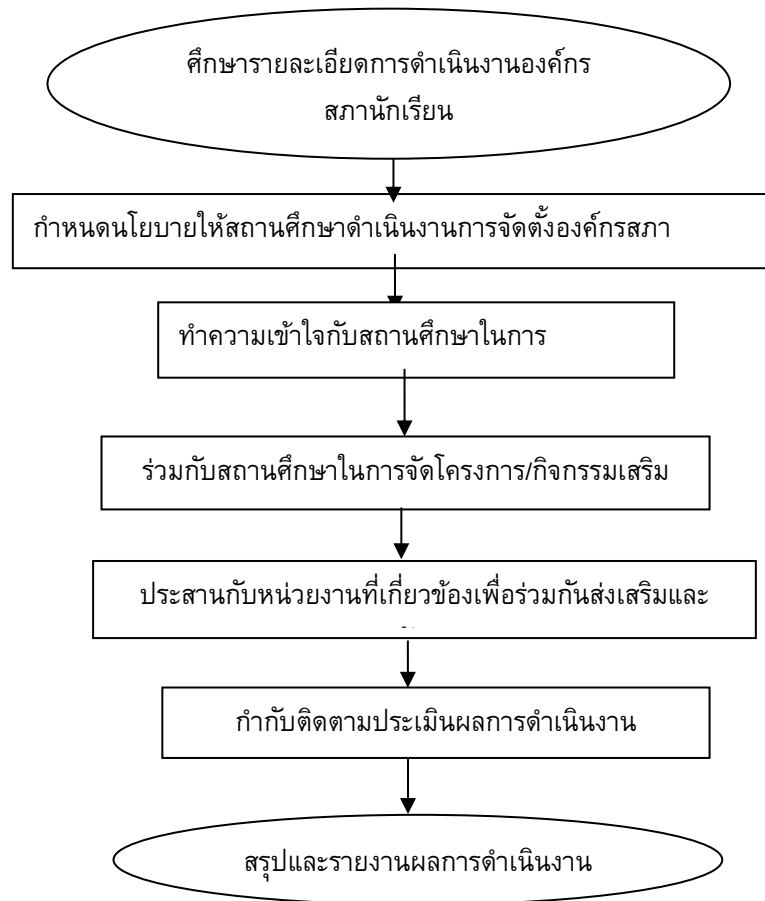 ศึกษารายละเอียดการดำเนินงานองค์กร
สภานักเรียน
กำหนดนโยบายให้สถานศึกษาดำเนินงานการจัดตั้งองค์กรสภา
ทำความเข้าใจกับสถานศึกษาในการ
ร่วมกับสถานศึกษาในการจัดโครงการ/กิจกรรมเสริม
ประสานกับหน่วยงานที่เกี่ยวข้องเพื่อร่วมกันส่งเสริมและ
กำกับติดตามประเมินผลการดำเนินงาน
สรุปและรายงานผลการดำเนินงาน